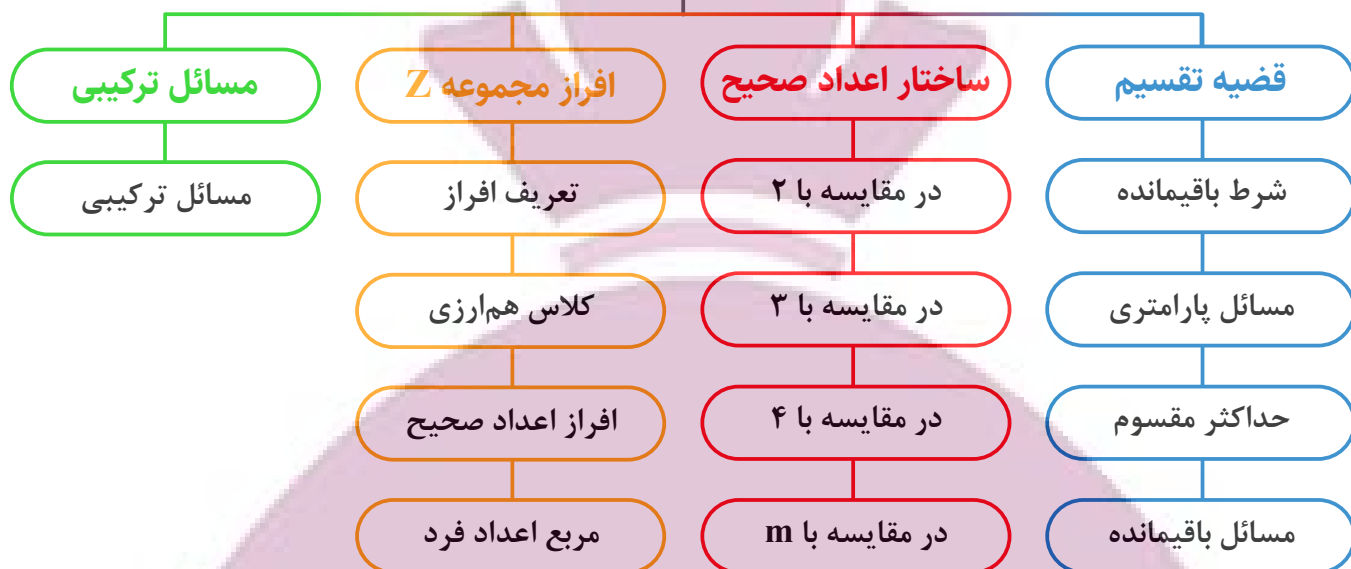 قضیه تقسیم
شرط باقیمانده
مسائل پارامتری
حداکثر مقسوم
مسائل باقیمانده
ساختار اعداد صحیح
در مقایسه با ۲
در مقایسه با ۳
در مقایسه با ۴
در مقایسه با m
افراز مجموعه Z
تعریف افراز
کلاس هم‌ارزی
افراز اعداد صحیح
مربع اعداد فرد
مسائل ترکیبی
مسائل ترکیبی